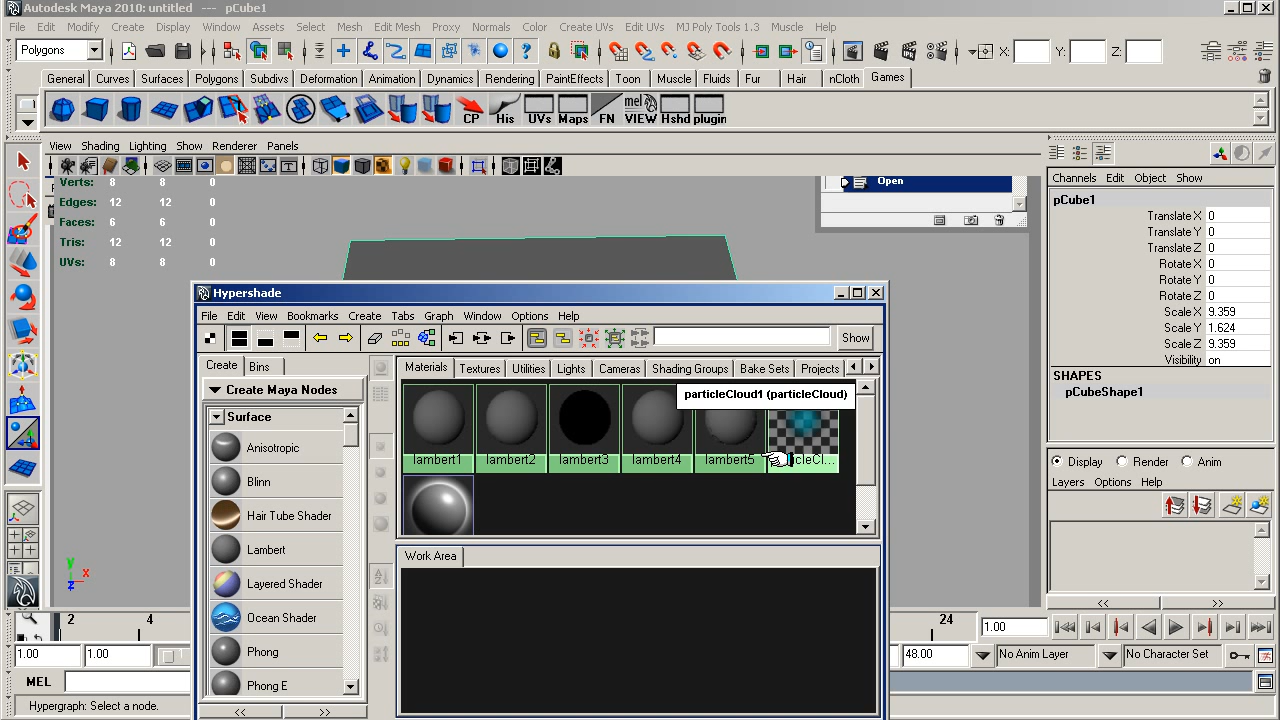 Autodesk Maya 2010: untitled --- pCube1
File Edit Modify Create Display Window Assets Select Mesh Edit Mesh Proxy Normals Color Create UVs Edit UVs MJ Poly Tools 1.3 Muscle Help
Polygons X: Y: Z:
General Curves Surfaces Polygons Subdivs Deformation Animation Dynamics Rendering PaintEffects Toon Muscle Fluids Fur Hair nCloth Games
CP His UVs Maps FN mel VIEW Hshd plugin
View Shading Lighting Show Renderer Panels
Channels Edit Object Show
Verts: 8 8 0
Edges: 12 12 0
Faces: 6 6 0
Tris: 12 12 0
UVs: 8 8 0
Open
pCube1
Translate X 0
Translate Y 0
Translate Z 0
Rotate X 0
Rotate Y 0
Rotate Z 0
Scale X 9.359
Scale Y 1.624
Scale Z 9.359
Visibility on
SHAPES
pCubeShape1
Hypershade
File Edit View Bookmarks Create Tabs Graph Window Options Help
Show
Create Bins
Materials Textures Utilities Lights Cameras Shading Groups Bake Sets Projects
Create Maya Nodes
Surface
Anisotropic
Blinn
Hair Tube Shader
Lambert
Layered Shader
Ocean Shader
Phong
Phong E
<< >>
particleCloud1 (particleCloud)
lambert1 lambert2 lambert3 lambert4 lambert5
Work Area
Display Render Anim
Layers Options Help
<< >>
y
x
z
2 4 24 1.00
1.00 1.00 48.00 No Anim Layer No Character Set
MEL
Hypergraph: Select a node.